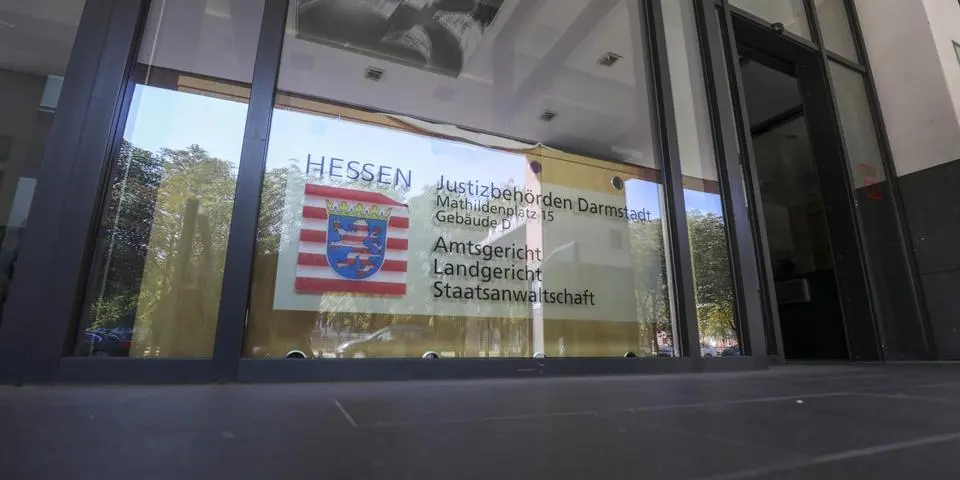 HESSEN
Justizbehörden Darmstadt
Mathildenplatz 15
Gebäude D
Amtsgericht
Landgericht
Staatsanwaltschaft